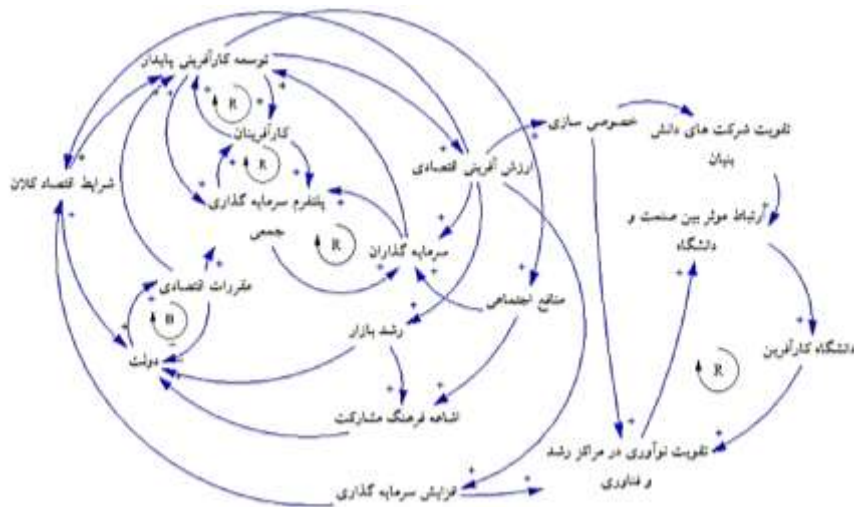 توسعه کارآفرینی پایدار
کارآفرینان
R
R
شرایط اقتصاد کلان
پلتفرم سرمایه گذاری
جمعی
R
سرمایه گذاران
مقررات اقتصادی
B
دولت
رشد بازار
منافع اجتماعی
اشاعه فرهنگ مشارکت
افزایش سرمایه گذاری
ارزش آفرینی اقتصادی
خصوصی سازی
تقویت شرکت های دانش
بنیان
ارتباط موثر بین صنعت و
دانشگاه
دانشگاه کارآفرین
R
تقویت نوآوری در مراکز رشد
و فناوری